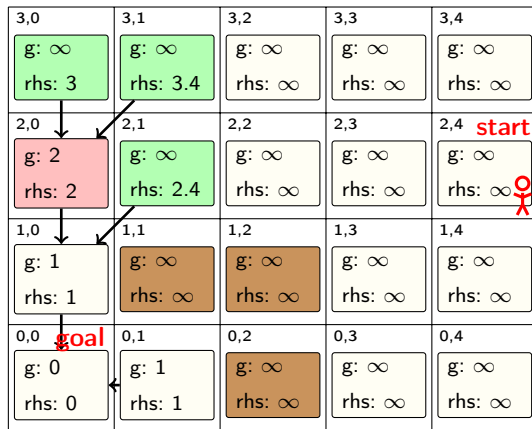 3,0 3,1 3,2 3,3 3,4
g: ∞ g: ∞ g: ∞ g: ∞ g: ∞
rhs: 3 rhs: 3.4 rhs: ∞ rhs: ∞ rhs: ∞
2,0 2,1 2,2 2,3 2,4 start
g: 2 g: ∞ g: ∞ g: ∞ g: ∞
rhs: 2 rhs: 2.4 rhs: ∞ rhs: ∞ rhs: ∞
1,0 1,1 1,2 1,3 1,4
g: 1 g: ∞ g: ∞ g: ∞ g: ∞
rhs: 1 rhs: ∞ rhs: ∞ rhs: ∞ rhs: ∞
0,0 goal 0,1 0,2 0,3 0,4
g: 0 g: 1 g: ∞ g: ∞ g: ∞
rhs: 0 rhs: 1 rhs: ∞ rhs: ∞ rhs: ∞